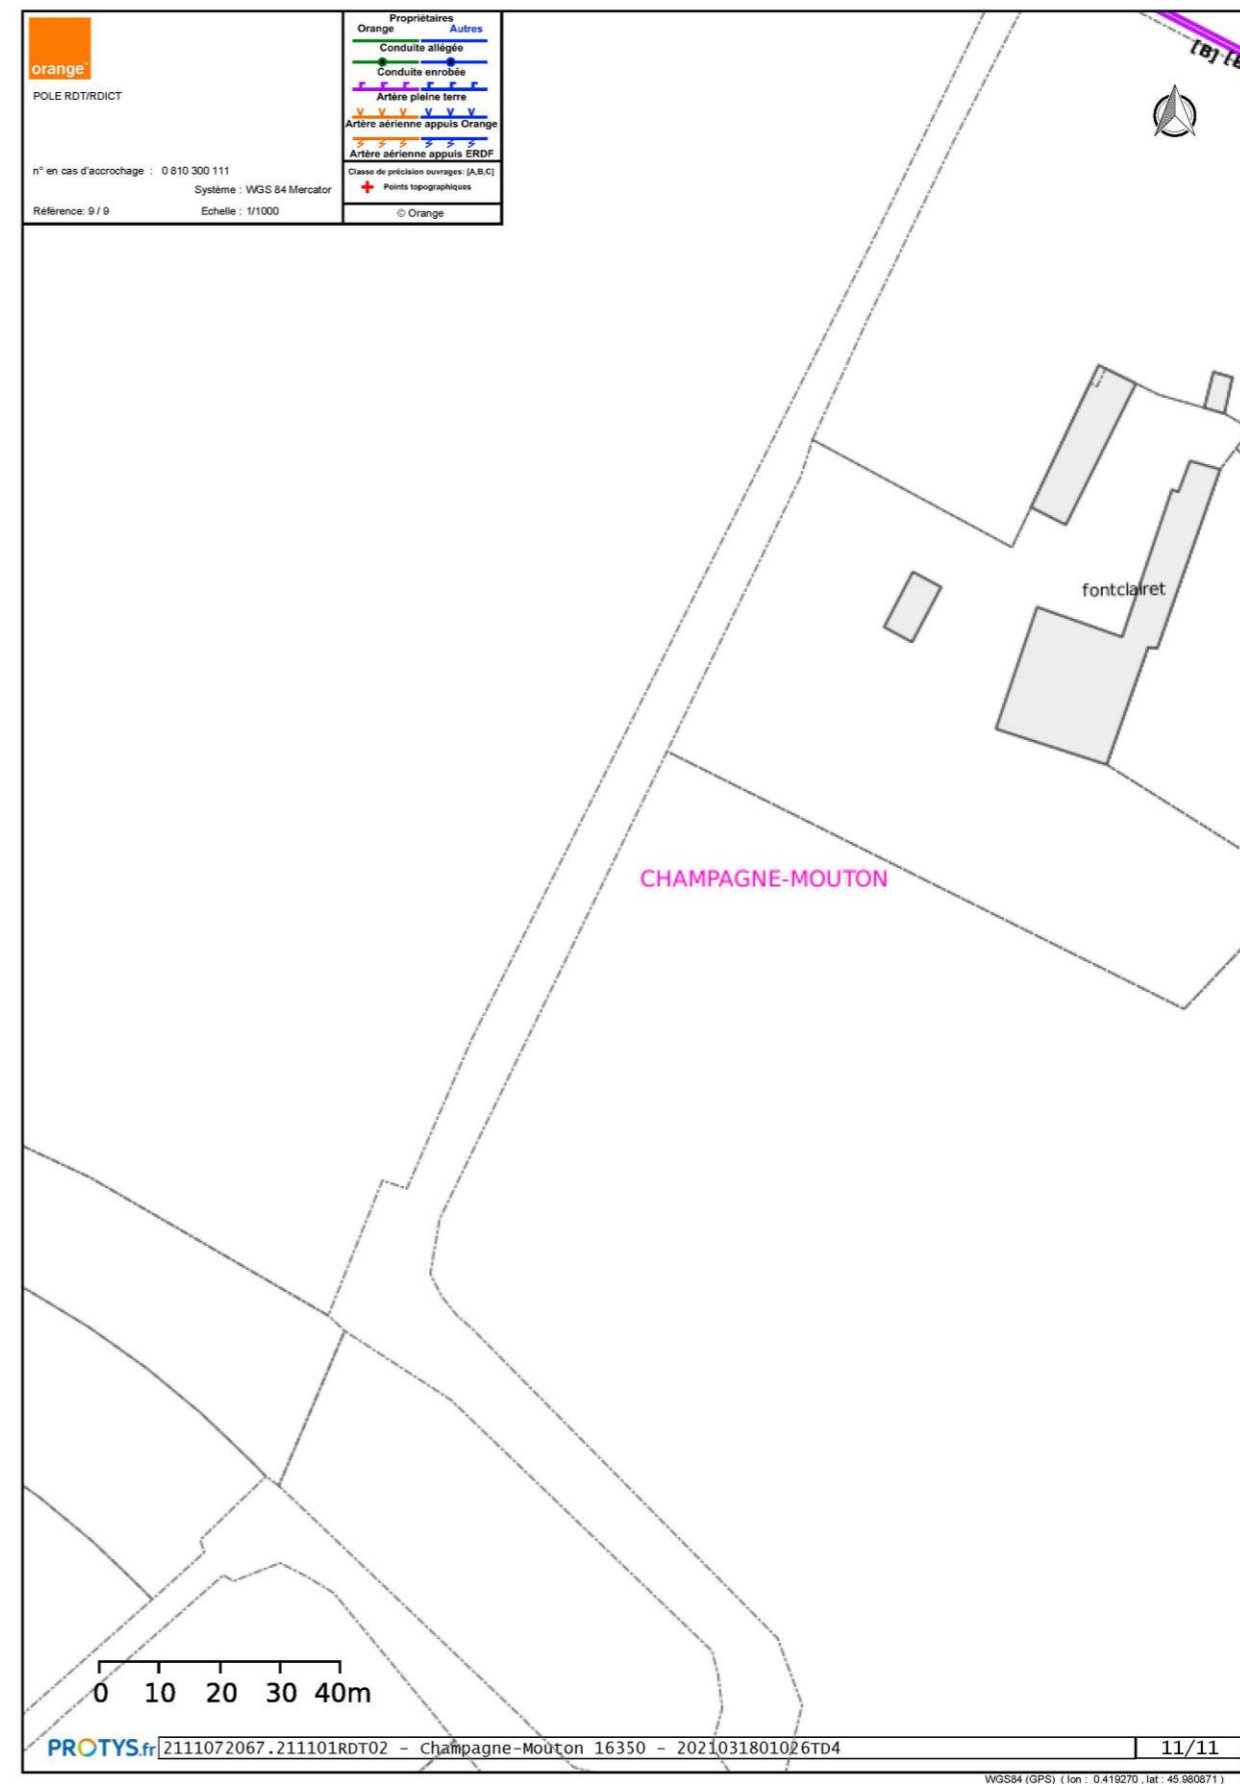 orange™
POLE RDT/RDICT
n° en cas d'accrochage : 0 810 300 111
Système : WGS 84 Mercator
Référence: 9 / 9
Echelle : 1/1000
Propriétaires
Orange Autres
Conduite allégée
Conduite enrobée
Artère pleine terre
Artère aérienne appuis Orange
Artère aérienne appuis ERDF
Classe de précision ouvrages: [A,B,C]
Points topographiques
© Orange
[B]
fontclairet
CHAMPAGNE-MOUTON
0 10 20 30 40m
PROTYS.fr 2111072067.211101RDT02 - Champagne-Mouton 16350 - 2021031801026TD4 11/11
WGS84 (GPS) ( lon : 0.419270 , lat : 45.980871 )